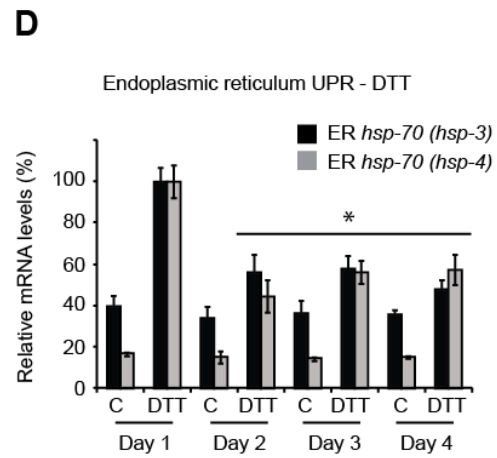 D
Endoplasmic reticulum UPR - DTT
ER hsp-70 (hsp-3)
ER hsp-70 (hsp-4)
Relative mRNA levels (%)
100
80
60
40
20
0
*
C DTT C DTT C DTT C DTT
Day 1 Day 2 Day 3 Day 4